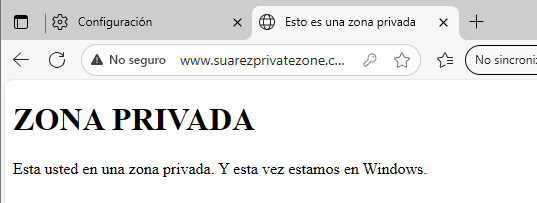 Configuración
Esto es una zona privada
No seguro
www.suarezprivatezone.c...
No sincroni
ZONA PRIVADA
Esta usted en una zona privada. Y esta vez estamos en Windows.